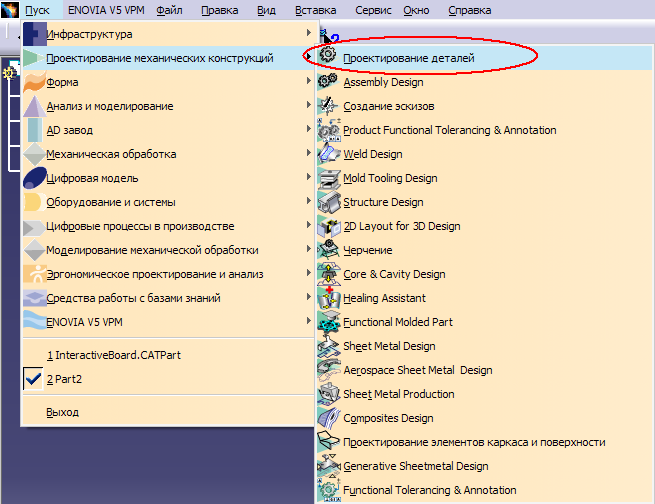 Пуск ENOVIA V5 VPM Файл Правка Вид Вставка Сервис Окно Справка
Инфраструктура
Проектирование механических конструкций
Форма
Анализ и моделирование
AD завод
Механическая обработка
Цифровая модель
Оборудование и системы
Цифровые процессы в производстве
Моделирование механической обработки
Эргономическое проектирование и анализ
Средства работы с базами знаний
ENOVIA V5 VPM
1 InteractiveBoard.CATPart
2 Part2
Выход
Проектирование деталей
Assembly Design
Создание эскизов
Product Functional Tolerancing & Annotation
Weld Design
Mold Tooling Design
Structure Design
2D Layout for 3D Design
Черчение
Core & Cavity Design
Healing Assistant
Functional Molded Part
Sheet Metal Design
Aerospace Sheet Metal Design
Sheet Metal Production
Composites Design
Проектирование элементов каркаса и поверхности
Generative Sheetmetal Design
Functional Tolerancing & Annotation